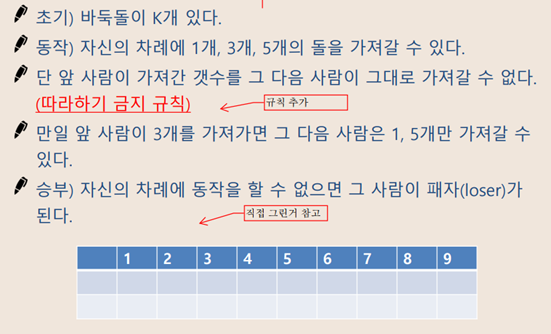 초기) 바둑돌이 K개 있다.
동작) 자신의 차례에 1개, 3개, 5개의 돌을 가져갈 수 있다.
단 앞 사람이 가져간 갯수를 그 다음 사람이 그대로 가져갈 수 없다.
(따라하기 금지 규칙)
규칙 추가
만일 앞 사람이 3개를 가져가면 그 다음 사람은 1, 5개만 가져갈 수
있다.
승부) 자신의 차례에 동작을 할 수 없으면 그 사람이 패자(loser)가
된다.
직접 그린거 참고
1 2 3 4 5 6 7 8 9